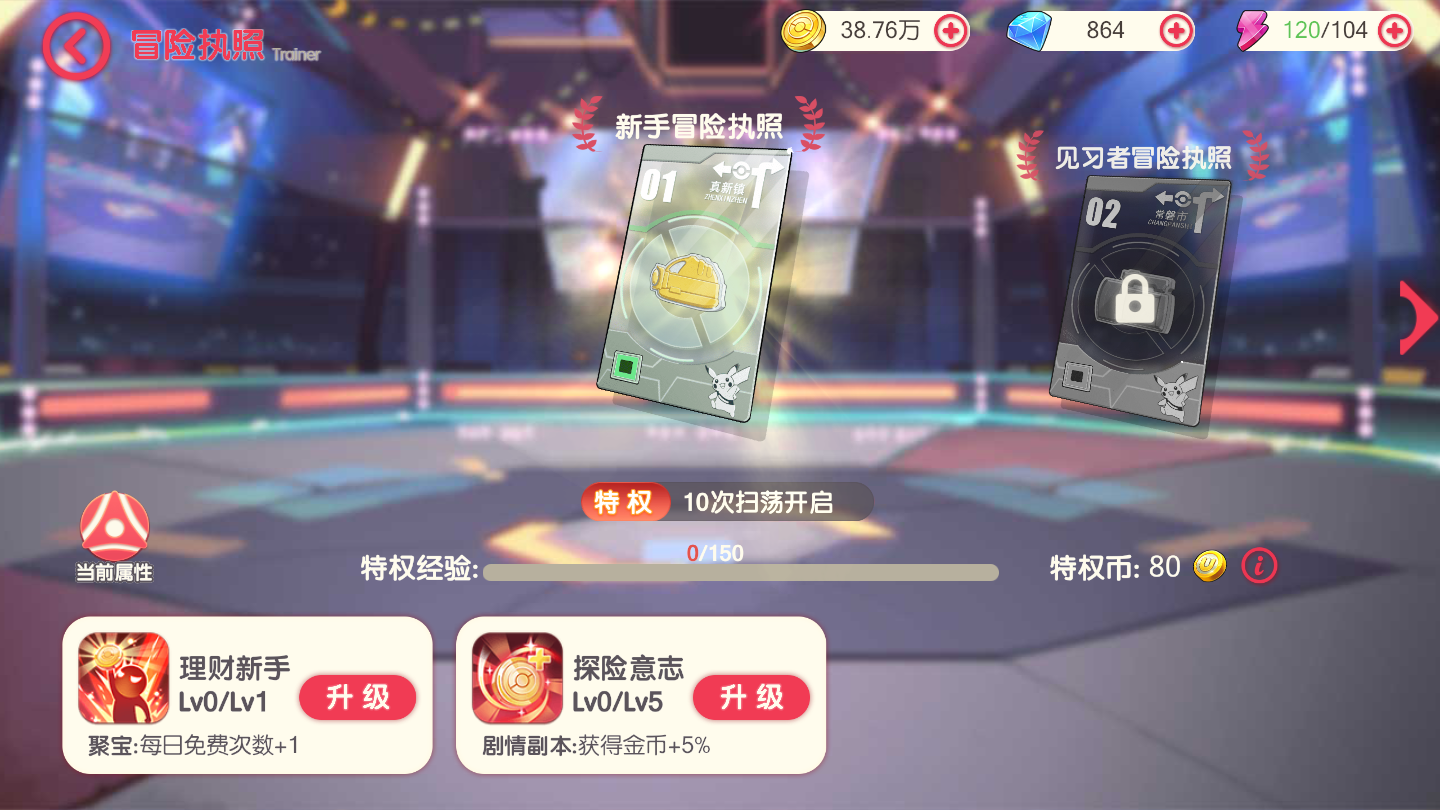 冒险执照 Trainer
38.76万
864
120/104
新手冒险执照
见习者冒险执照
01
真新镇
ZHENXINZHEN
02
常磐市
特权 10次扫荡开启
当前属性
特权经验:
0/150
特权币: 80
理财新手
Lv0/Lv1
升级
聚宝:每日免费次数+1
探险意志
Lv0/Lv5
升级
剧情副本:获得金币+5%